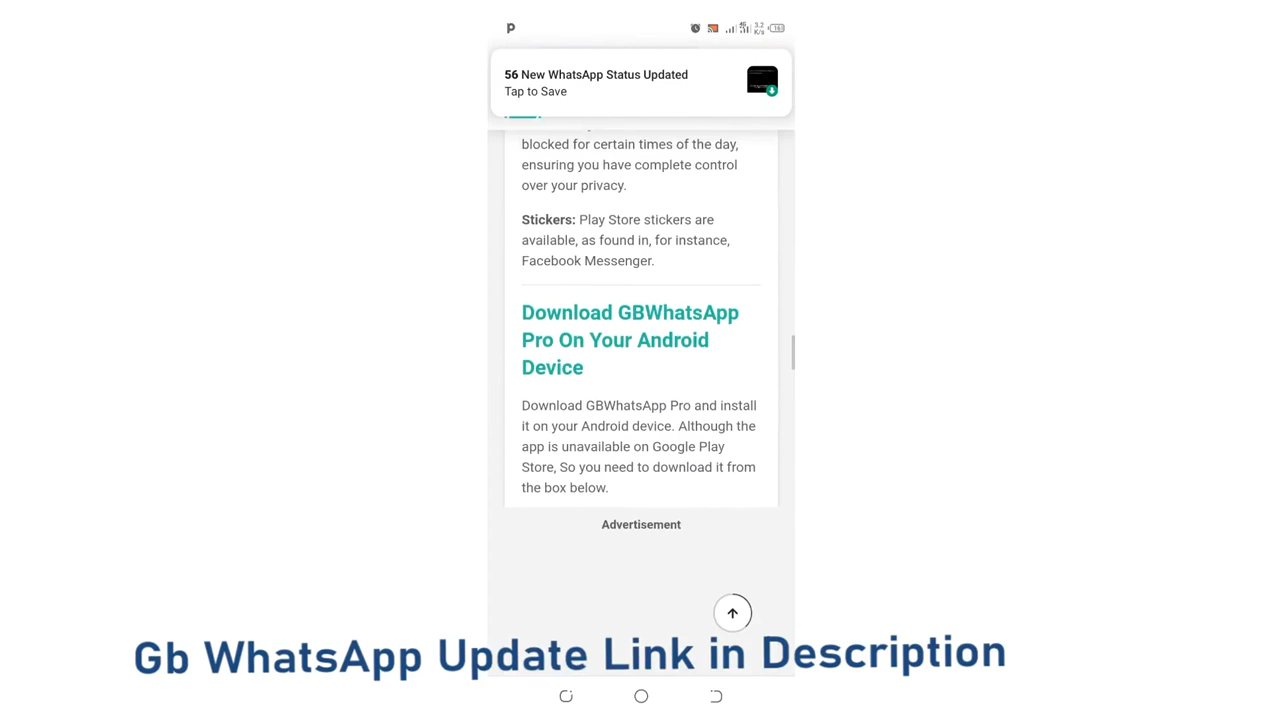 4G 3.2 K/s 16
56 New WhatsApp Status Updated
Tap to Save
blocked for certain times of the day,
ensuring you have complete control
over your privacy.
Stickers: Play Store stickers are
available, as found in, for instance,
Facebook Messenger.
Download GBWhatsApp
Pro On Your Android
Device
Download GBWhatsApp Pro and install
it on your Android device. Although the
app is unavailable on Google Play
Store, So you need to download it from
the box below.
Advertisement
Gb WhatsApp Update Link in Description